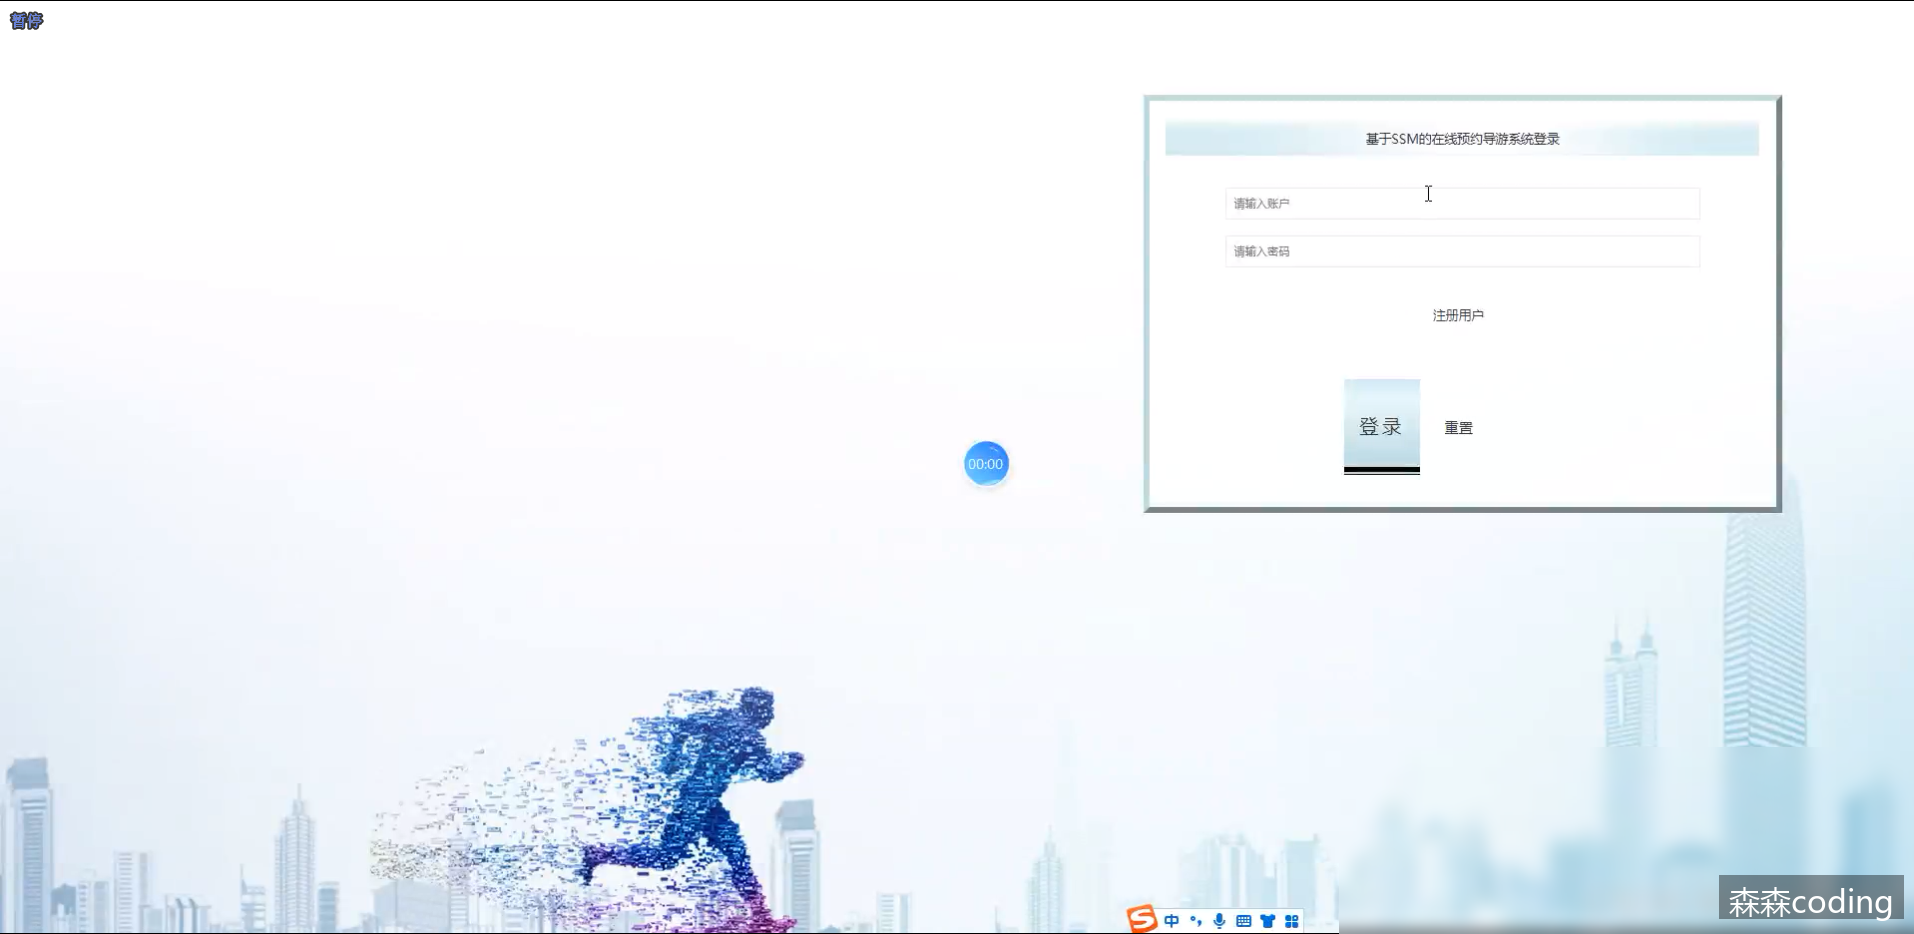 暂停
基于SSM的在线预约导游系统登录
请输入账户
请输入密码
注册用户
登录
重置
00:00
中
森森coding